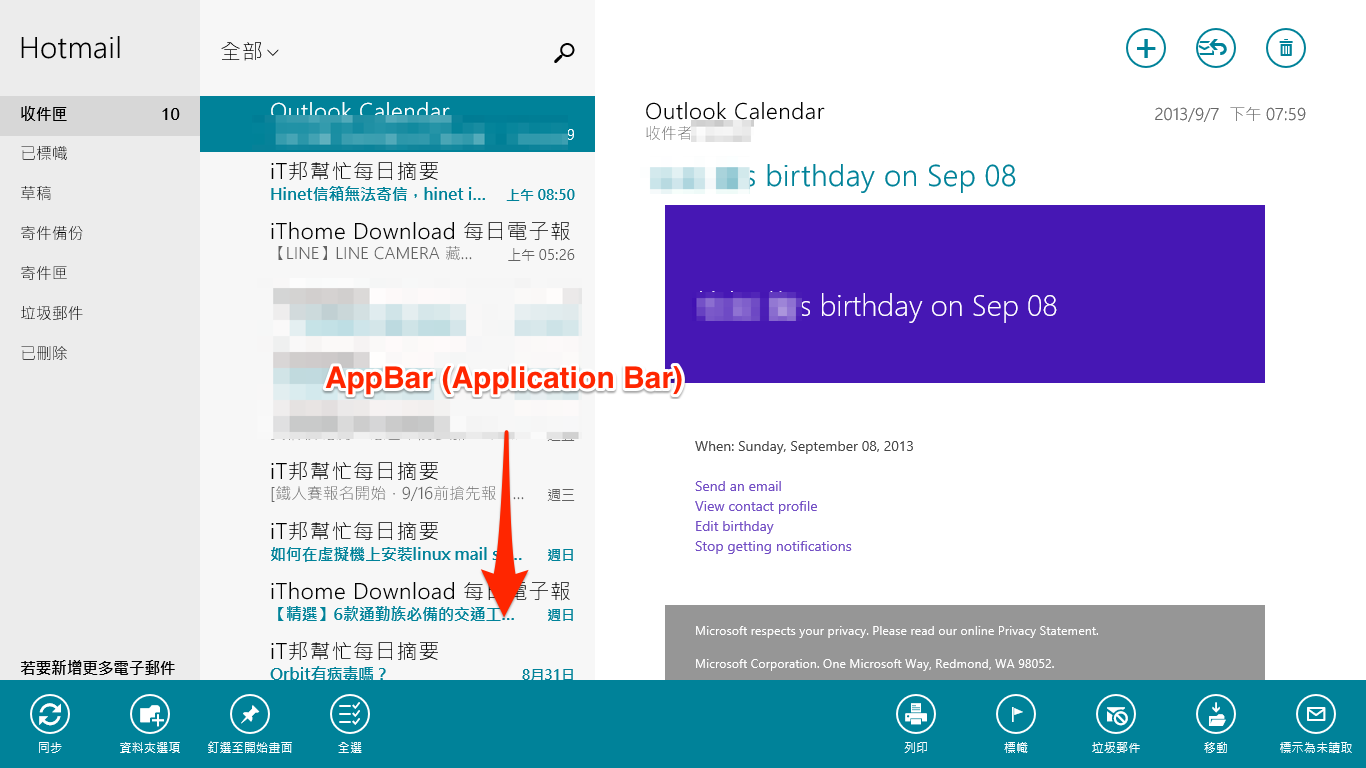 Hotmail
收件匣 10
已標幟
草稿
寄件備份
寄件匣
垃圾郵件
已刪除
若要新增更多電子郵件
全部
Outlook Calendar
9
iT邦幫忙每日摘要
Hinet信箱無法寄信，hinet i... 上午 08:50
iThome Download 每日電子報
【LINE】LINE CAMERA 藏... 上午 05:26
AppBar (Application Bar)
iT邦幫忙每日摘要
[鐵人賽報名開始．9/16前搶先報 ... 週三
iT邦幫忙每日摘要
如何在虛擬機上安裝linux mail s... 週日
iThome Download 每日電子報
【精選】6款通勤族必備的交通工... 週日
iT邦幫忙每日摘要
Orbit有病毒嗎？ 8月31日
Outlook Calendar 2013/9/7 下午 07:59
收件者
s birthday on Sep 08
s birthday on Sep 08
When: Sunday, September 08, 2013
Send an email
View contact profile
Edit birthday
Stop getting notifications
Microsoft respects your privacy. Please read our online Privacy Statement.
Microsoft Corporation. One Microsoft Way, Redmond, WA 98052.
同步 資料夾選項 釘選至開始畫面 全選 列印 標幟 垃圾郵件 移動 標示為未讀取